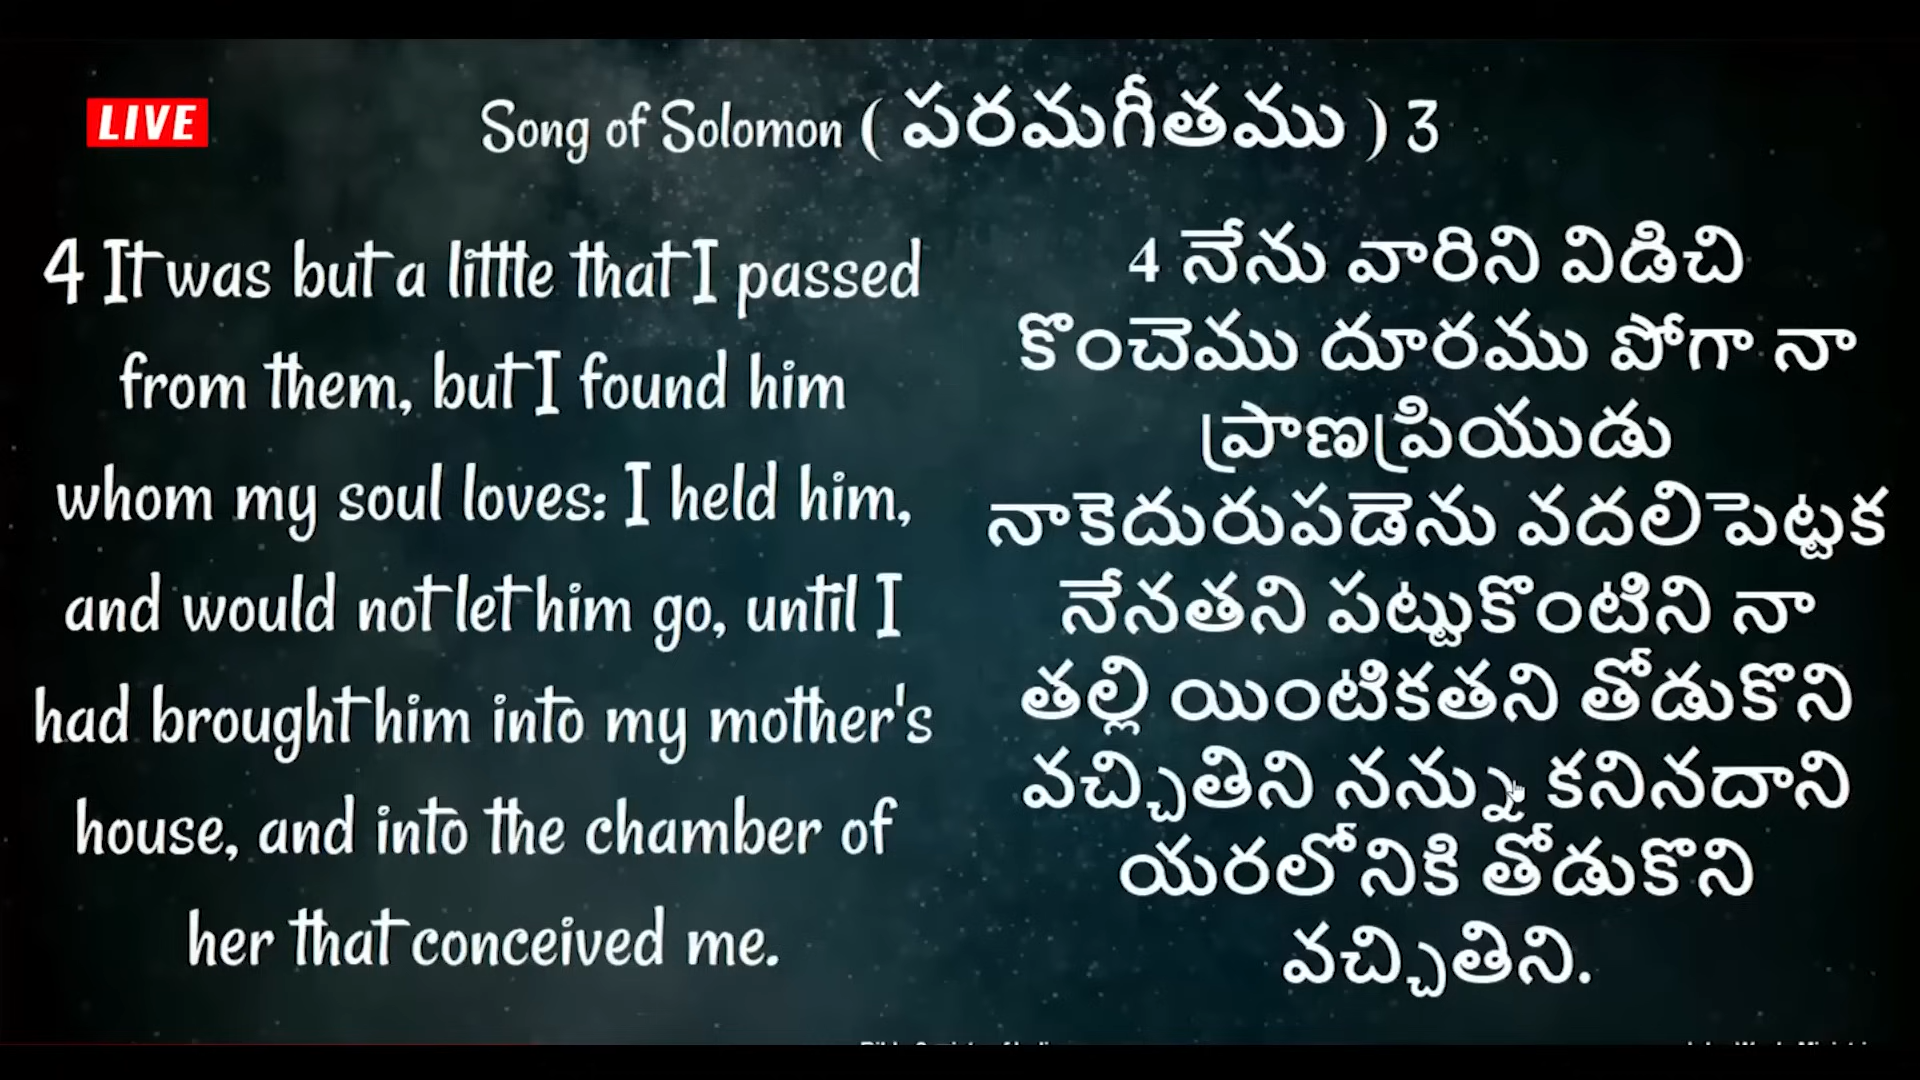 LIVE
Song of Solomon ( పరమగీతము ) 3
4 It was but a little that I passed
from them, but I found him
whom my soul loves: I held him,
and would not let him go, until I
had brought him into my mother's
house, and into the chamber of
her that conceived me.
4 నేను వారిని విడిచి
కొంచెము దూరము పోగా నా
ప్రాణప్రియుడు
నాకెదురుపడెను వదలిపెట్టక
నేనతని పట్టుకొంటిని నా
తల్లి యింటికతని తోడుకొని
వచ్చితిని నన్ను కనినదాని
యరలోనికి తోడుకొని
వచ్చితిని.